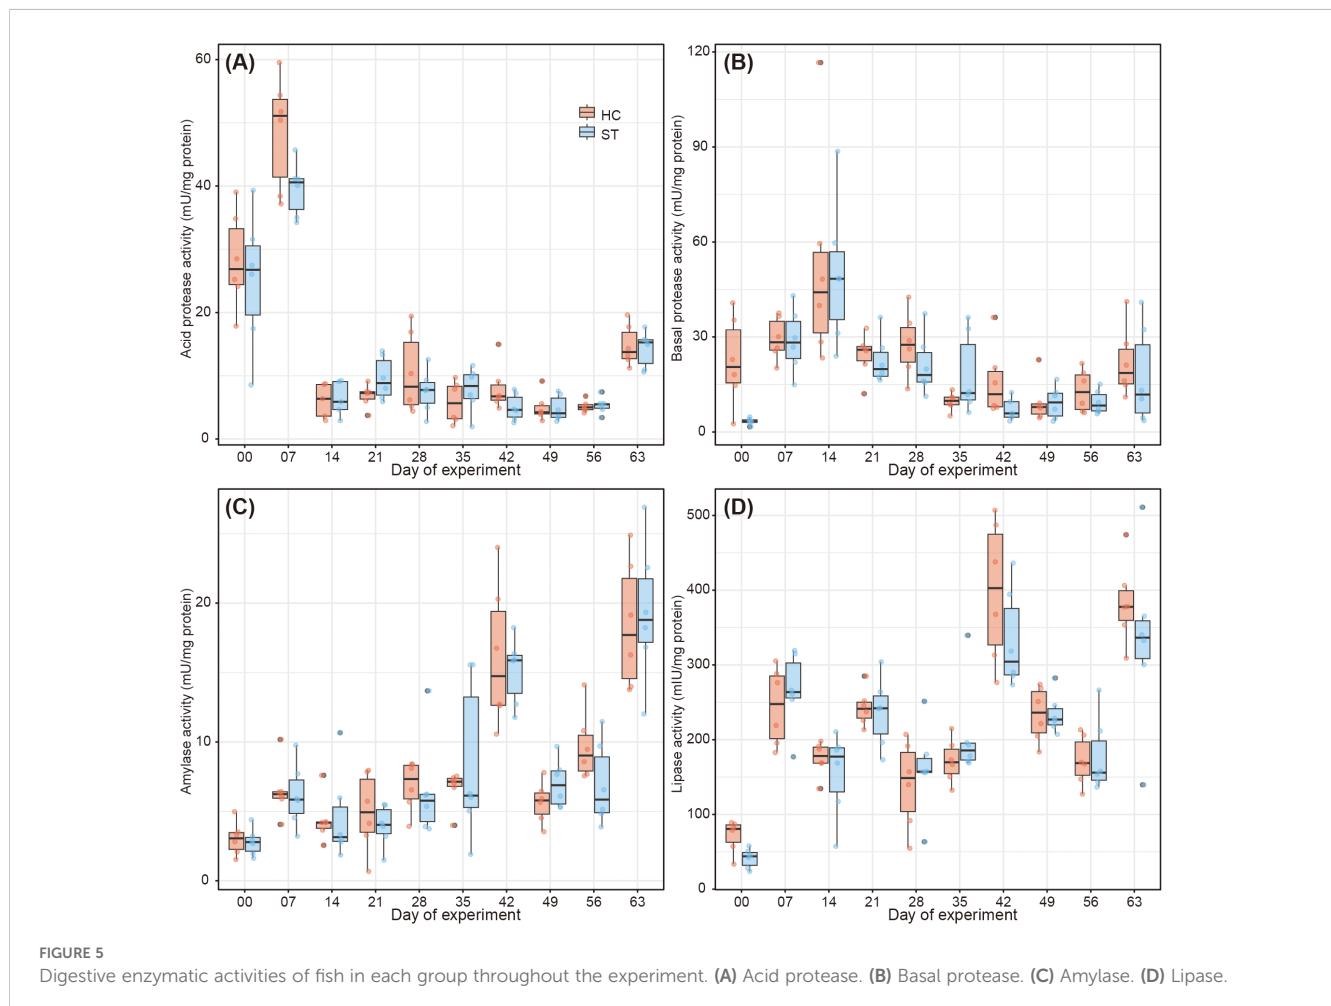 (A)
60
40
20
0
Acid protease activity (mU/mg protein)
HC
ST
00 07 14 21 28 35 42 49 56 63
Day of experiment
(B)
120
90
60
30
0
Basal protease activity (mU/mg protein)
00 07 14 21 28 35 42 49 56 63
Day of experiment
(C)
20
10
0
Amylase activity (mU/mg protein)
00 07 14 21 28 35 42 49 56 63
Day of experiment
(D)
500
400
300
200
100
0
Lipase activity (mIU/mg protein)
00 07 14 21 28 35 42 49 56 63
Day of experiment
FIGURE 5
Digestive enzymatic activities of fish in each group throughout the experiment. (A) Acid protease. (B) Basal protease. (C) Amylase. (D) Lipase.